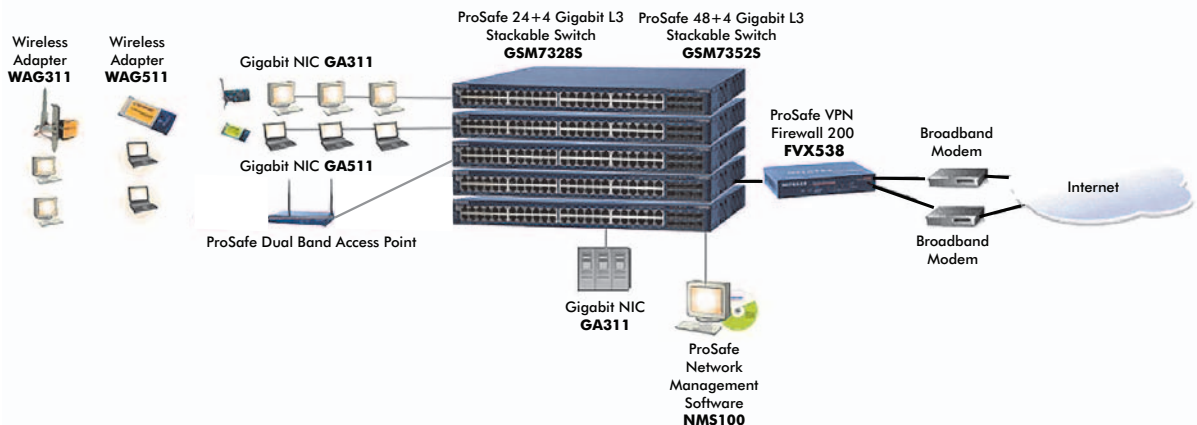 Wireless
Adapter
WAG311
Wireless
Adapter
WAG511
Gigabit NIC GA311
Gigabit NIC GA511
ProSafe Dual Band Access Point
ProSafe 24+4 Gigabit L3
Stackable Switch
GSM7328S
ProSafe 48+4 Gigabit L3
Stackable Switch
GSM7352S
Gigabit NIC
GA311
ProSafe
Network
Management
Software
NMS100
ProSafe VPN
Firewall 200
FVX538
NETGEAR
Broadband
Modem
Broadband
Modem
Internet